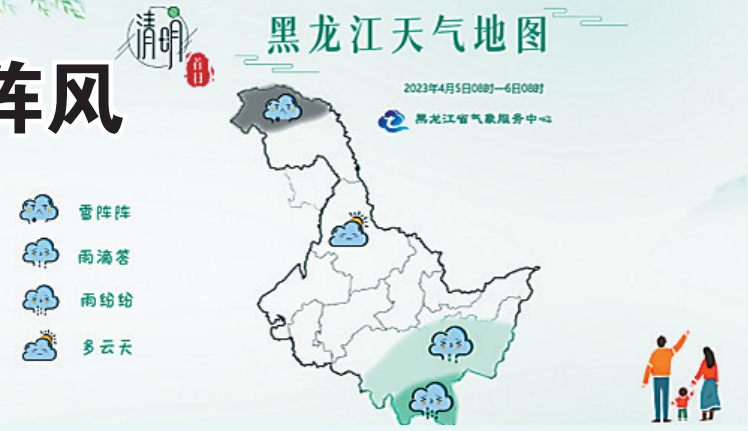 清明
首日
黑龙江天气地图
2023年4月5日08时—6日08时
黑龙江省气象服务中心
阵风
雪阵阵
雨滴答
雨纷纷
多云天